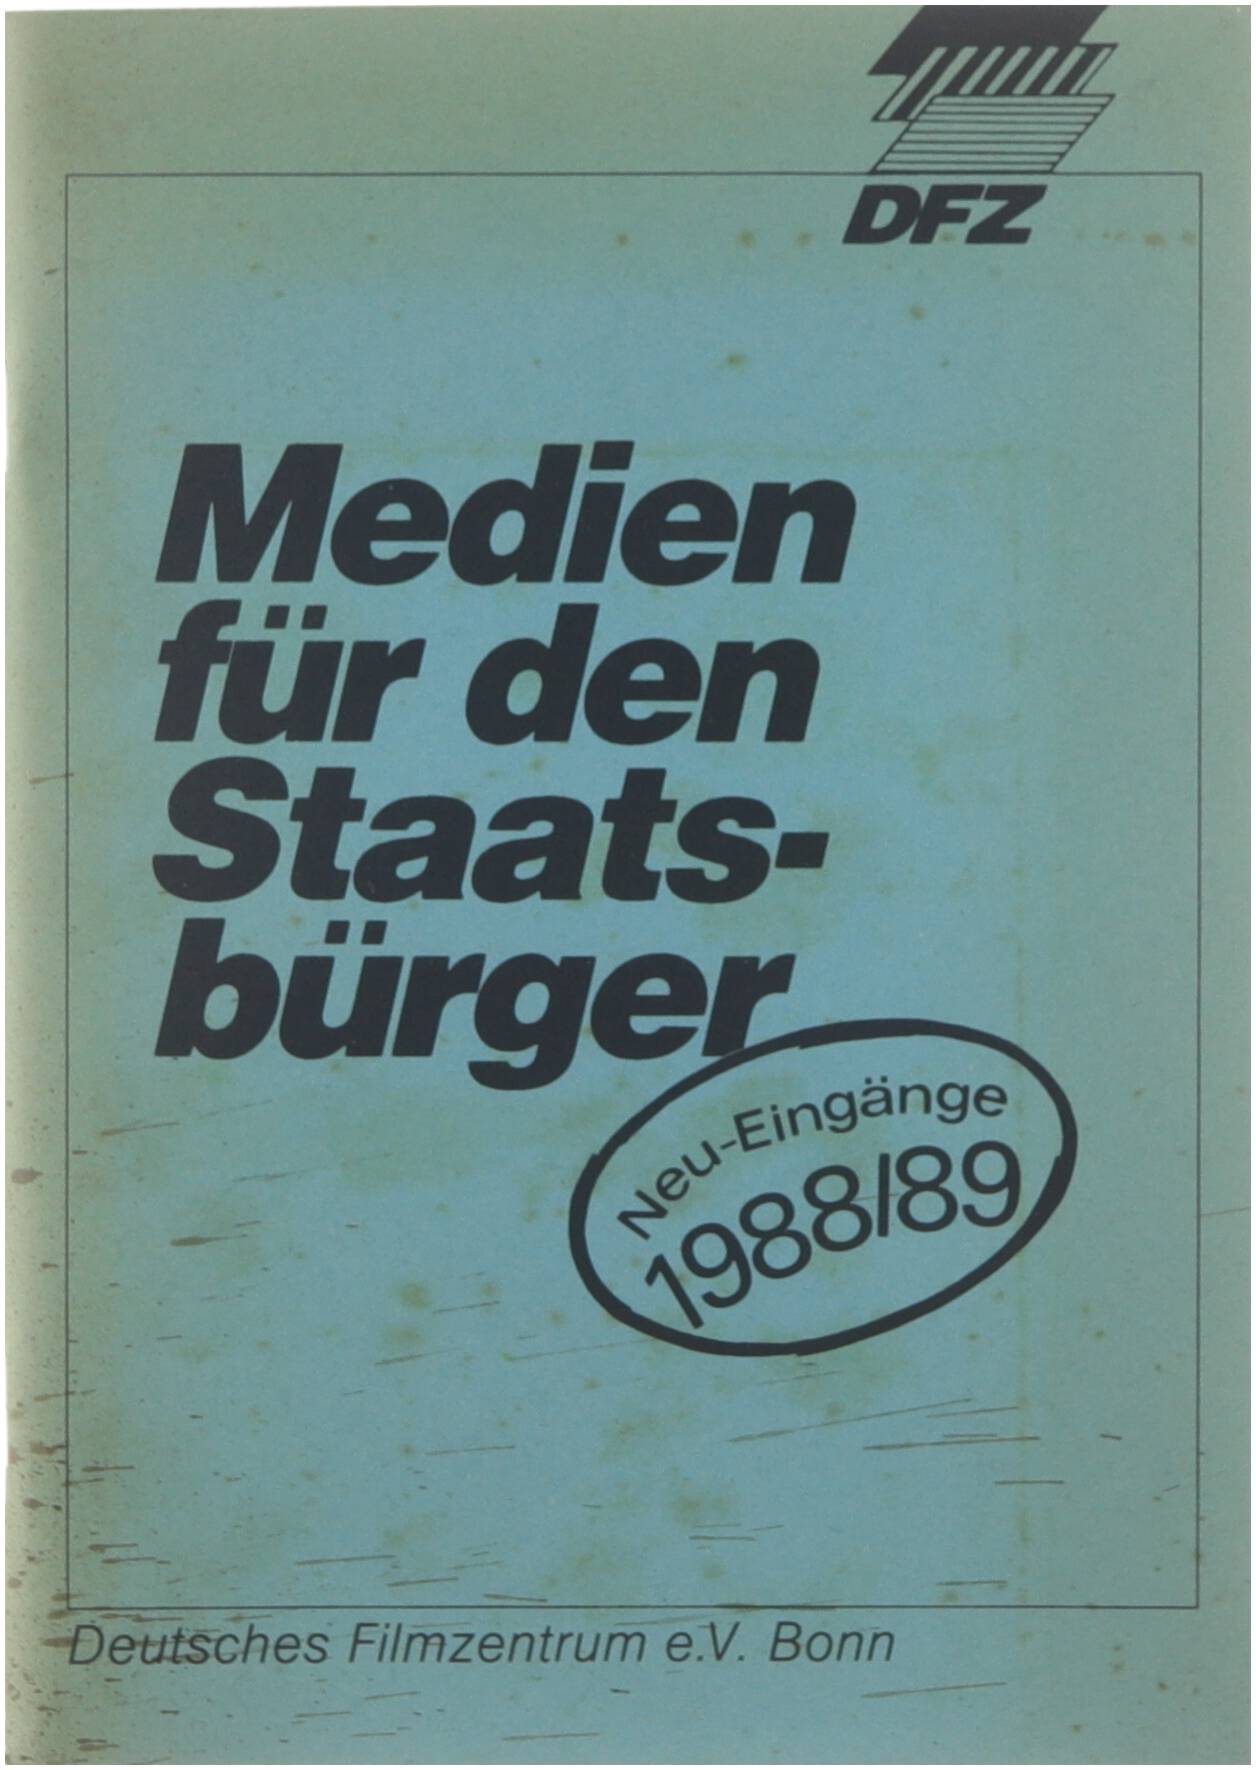 DFZ
Medien
für den
Staats-
bürger
Neu-Eingänge
1988/89
Deutsches Filmzentrum e.V. Bonn